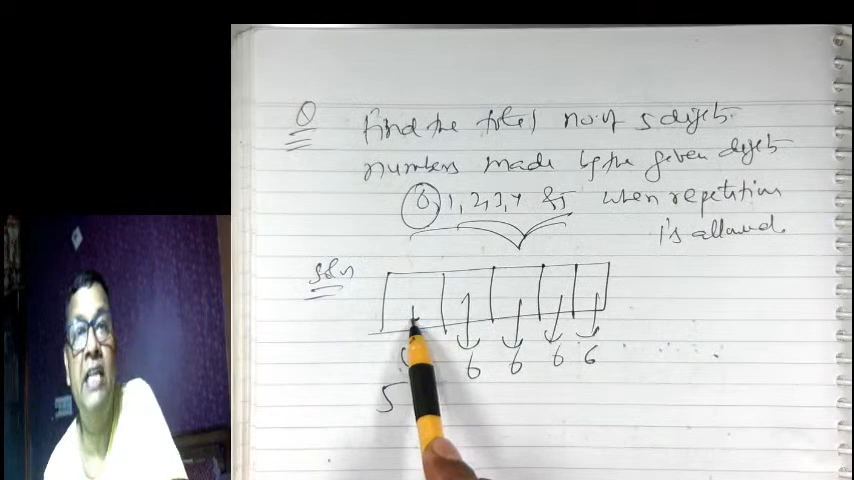 Q
Find the total no. of 5 digits
numbers made by the given digits
0, 1, 2, 3, 4 & 5 when repetition
is allowed.
Soln
6 6 6 6
5